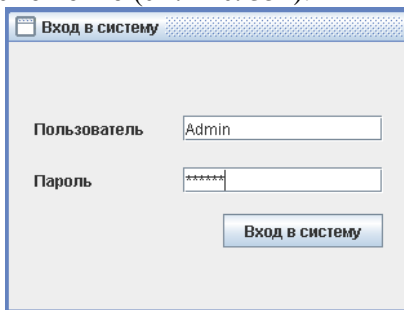 Вход в систему
Пользователь Admin
Пароль ******
Вход в систему